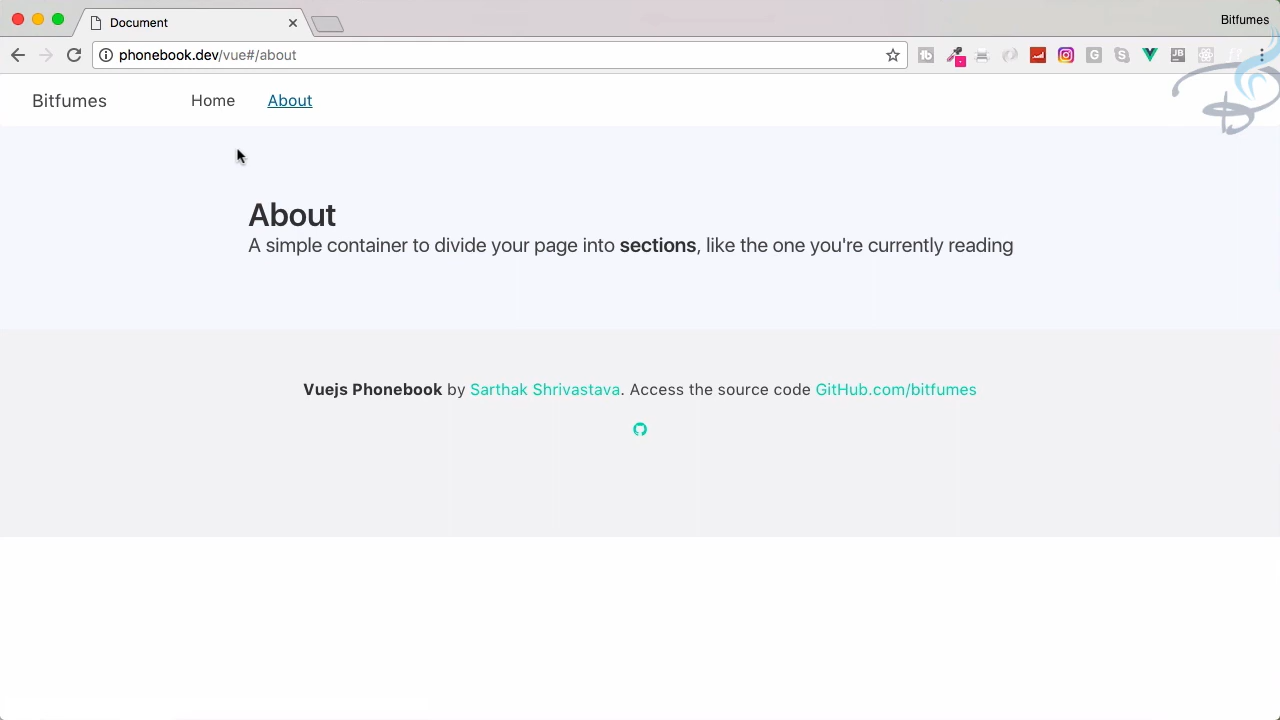 Document
Bitfumes
phonebook.dev/vue#/about
Bitfumes Home About
About
A simple container to divide your page into sections, like the one you're currently reading
Vuejs Phonebook by Sarthak Shrivastava. Access the source code GitHub.com/bitfumes